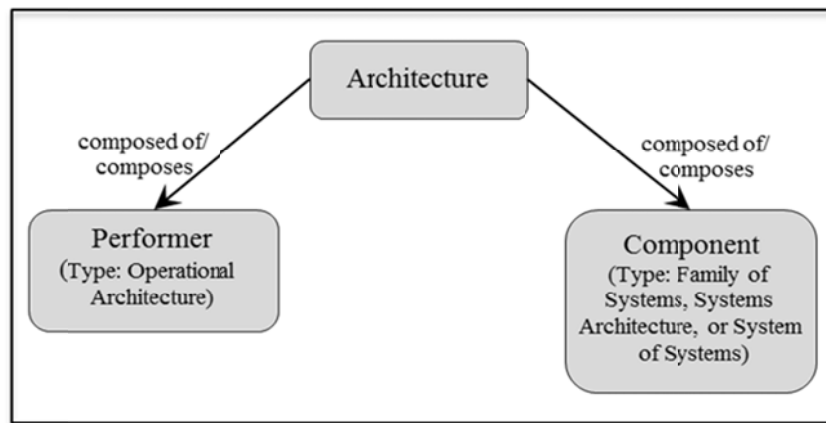 Architecture
composed of/
composes
composed of/
composes
Performer
(Type: Operational
Architecture)
Component
(Type: Family of
Systems, Systems
Architecture, or System
of Systems)